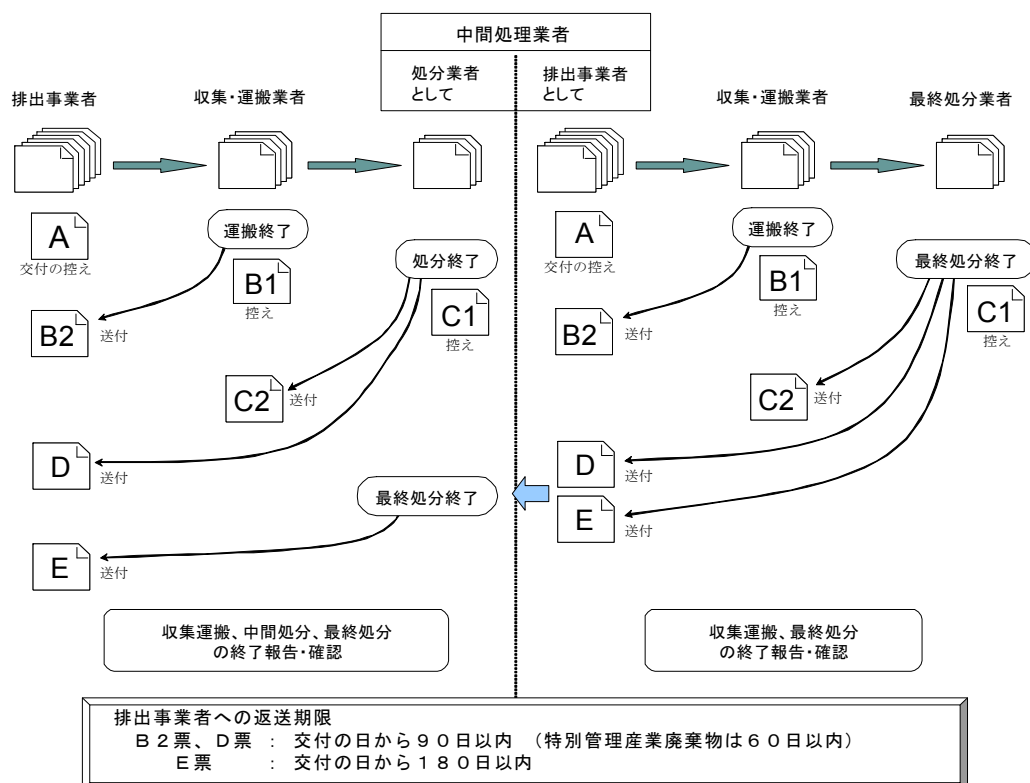 中間処理業者
処分業者
として
排出事業者
として
排出事業者
収集・運搬業者
収集・運搬業者
最終処分業者
A
交付の控え
運搬終了
B1
控え
処分終了
C1
控え
B2
送付
C2
送付
D
送付
最終処分終了
E
送付
A
交付の控え
運搬終了
B1
控え
最終処分終了
C1
控え
B2
送付
C2
送付
D
送付
E
送付
収集運搬、中間処分、最終処分
の終了報告・確認
収集運搬、最終処分
の終了報告・確認
排出事業者への返送期限
B2票、D票 : 交付の日から90日以内 (特別管理産業廃棄物は60日以内)
E票 : 交付の日から180日以内